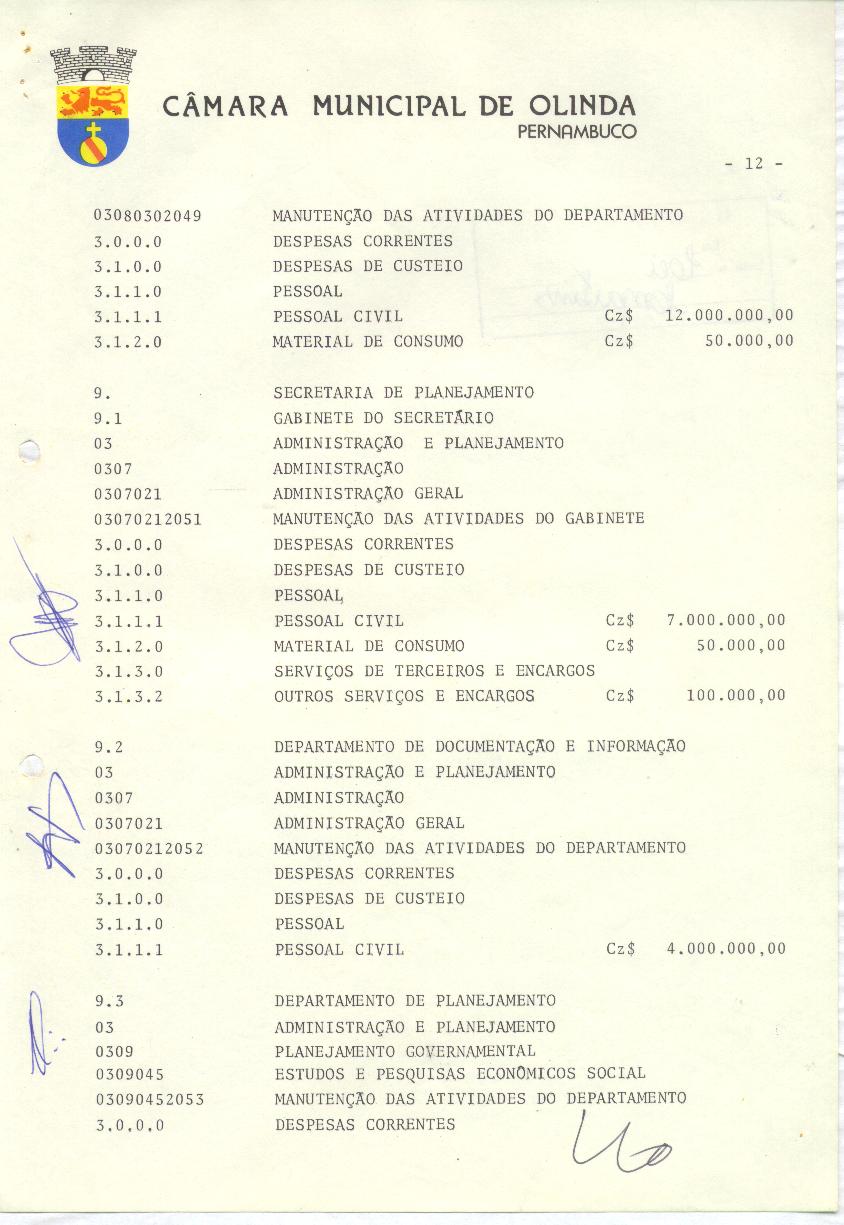 CÂMARA MUNICIPAL DE OLINDA
PERNAMBUCO
- 12 -
03080302049 MANUTENÇÃO DAS ATIVIDADES DO DEPARTAMENTO
3.0.0.0 DESPESAS CORRENTES
3.1.0.0 DESPESAS DE CUSTEIO
3.1.1.0 PESSOAL
3.1.1.1 PESSOAL CIVIL Cz$ 12.000.000,00
3.1.2.0 MATERIAL DE CONSUMO Cz$ 50.000,00
9. SECRETARIA DE PLANEJAMENTO
9.1 GABINETE DO SECRETÁRIO
03 ADMINISTRAÇÃO E PLANEJAMENTO
0307 ADMINISTRAÇÃO
0307021 ADMINISTRAÇÃO GERAL
03070212051 MANUTENÇÃO DAS ATIVIDADES DO GABINETE
3.0.0.0 DESPESAS CORRENTES
3.1.0.0 DESPESAS DE CUSTEIO
3.1.1.0 PESSOAL
3.1.1.1 PESSOAL CIVIL Cz$ 7.000.000,00
3.1.2.0 MATERIAL DE CONSUMO Cz$ 50.000,00
3.1.3.0 SERVIÇOS DE TERCEIROS E ENCARGOS
3.1.3.2 OUTROS SERVIÇOS E ENCARGOS Cz$ 100.000,00
9.2 DEPARTAMENTO DE DOCUMENTAÇÃO E INFORMAÇÃO
03 ADMINISTRAÇÃO E PLANEJAMENTO
0307 ADMINISTRAÇÃO
0307021 ADMINISTRAÇÃO GERAL
03070212052 MANUTENÇÃO DAS ATIVIDADES DO DEPARTAMENTO
3.0.0.0 DESPESAS CORRENTES
3.1.0.0 DESPESAS DE CUSTEIO
3.1.1.0 PESSOAL
3.1.1.1 PESSOAL CIVIL Cz$ 4.000.000,00
9.3 DEPARTAMENTO DE PLANEJAMENTO
03 ADMINISTRAÇÃO E PLANEJAMENTO
0309 PLANEJAMENTO GOVERNAMENTAL
0309045 ESTUDOS E PESQUISAS ECONÔMICOS SOCIAL
03090452053 MANUTENÇÃO DAS ATIVIDADES DO DEPARTAMENTO
3.0.0.0 DESPESAS CORRENTES